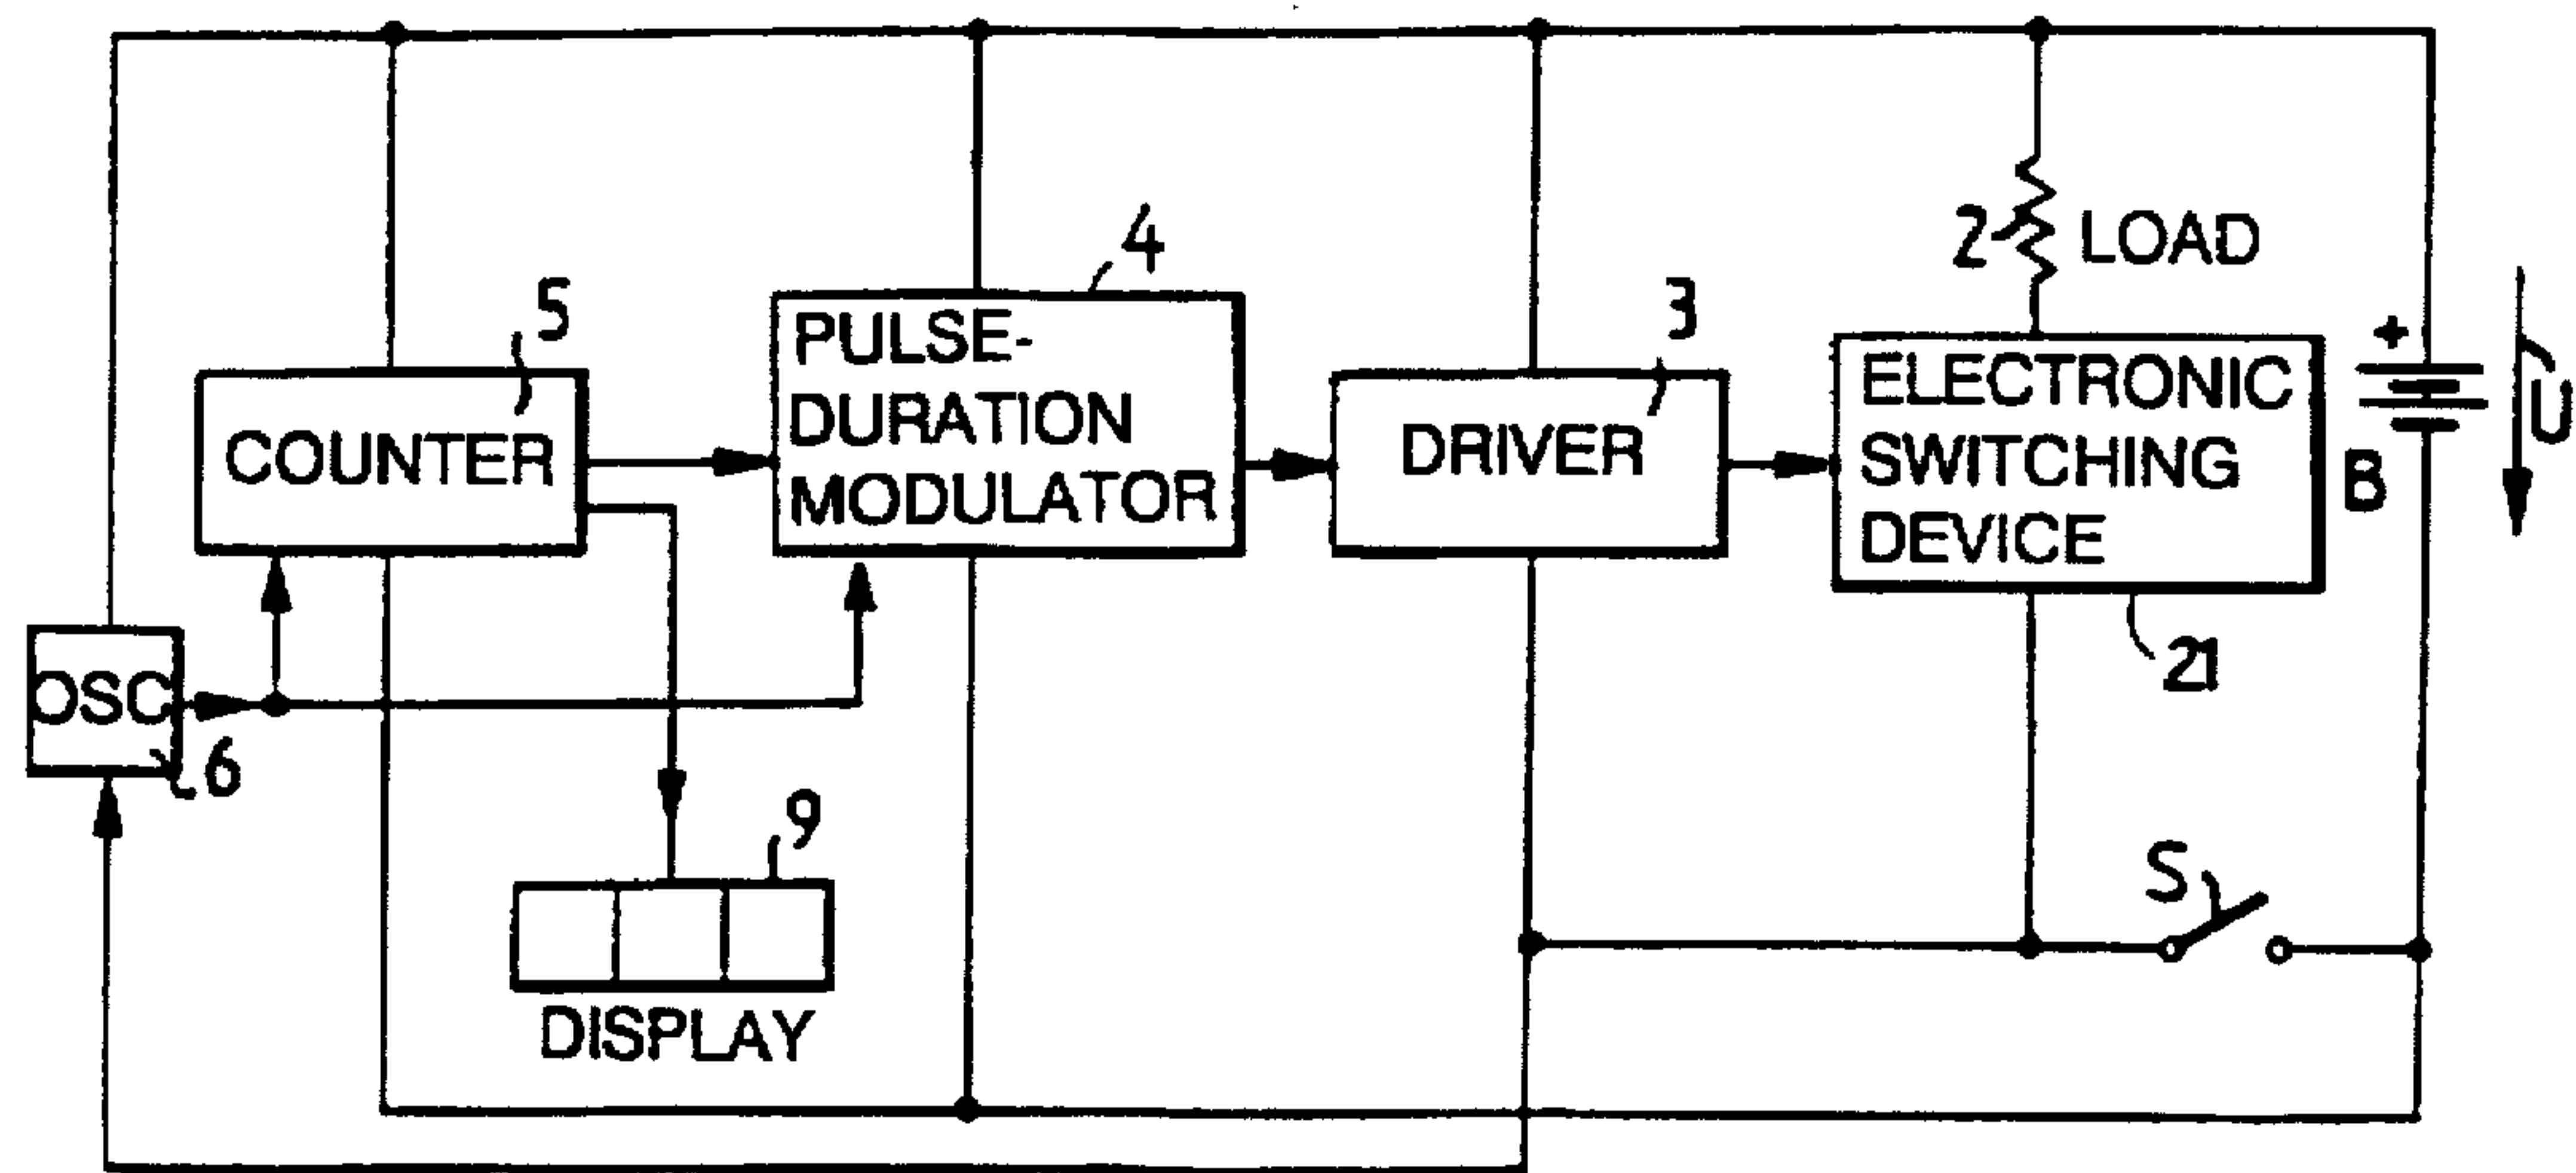 4
2
LOAD
5
3
+
PULSE-
DURATION
MODULATOR
ELECTRONIC
SWITCHING
DEVICE
U
COUNTER
DRIVER
B
OSC
21
6
9
S
DISPLAY